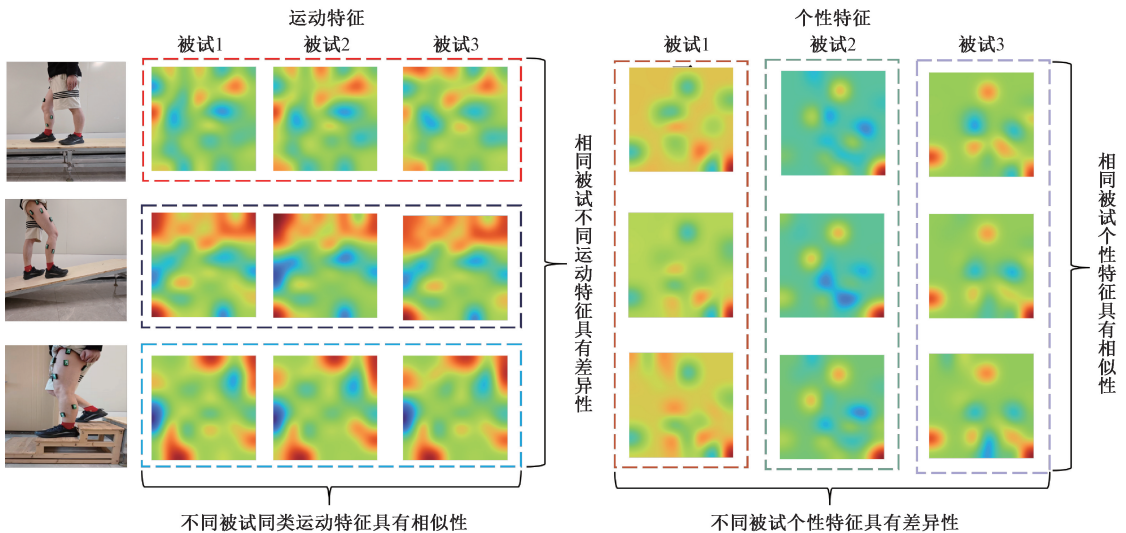 运动特征
个性特征
被试1
被试2
被试3
被试1
被试2
被试3
相同被试不同运动特征具有差异性
相同被试个性特征具有相似性
不同被试同类运动特征具有相似性
不同被试个性特征具有差异性